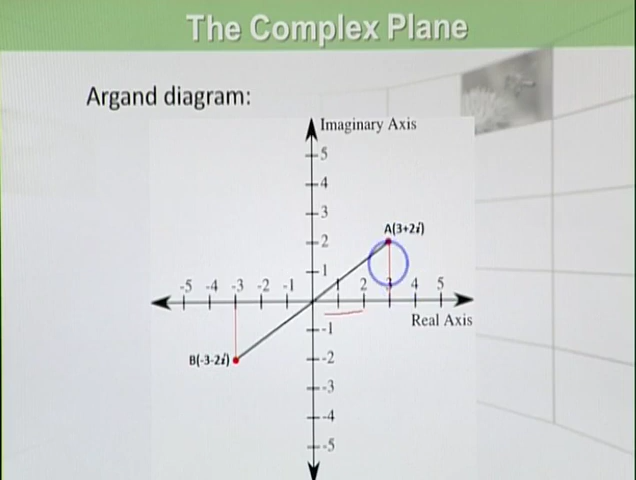 The Complex Plane
Argand diagram:
Imaginary Axis
5
4
3
2
A(3+2i)
1
-5 -4 -3 -2 -1 1 2 3 4 5
Real Axis
-1
B(-3-2i)
-2
-3
-4
-5